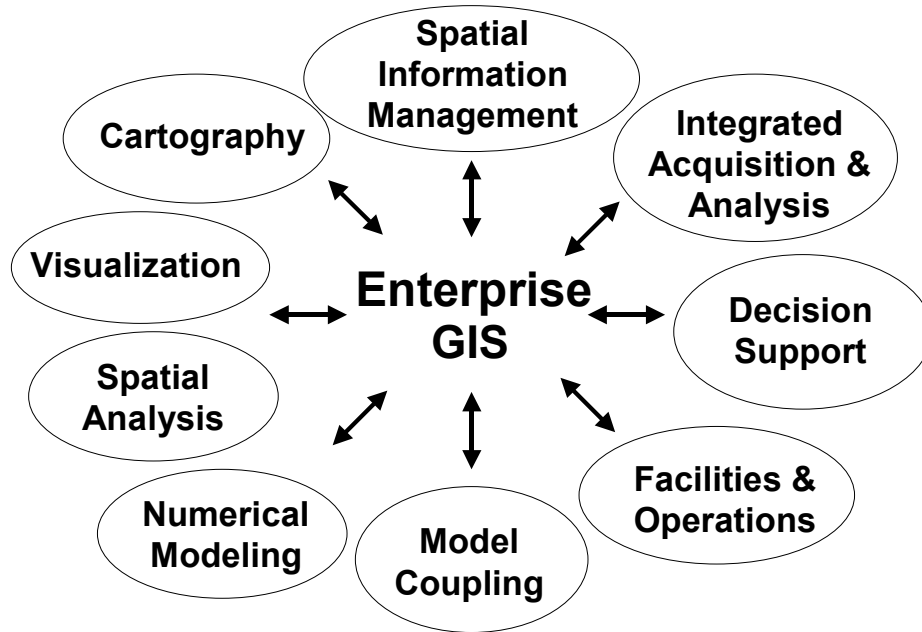 Spatial
Information
Management
Cartography
Integrated
Acquisition &
Analysis
Visualization
Enterprise
GIS
Decision
Support
Spatial
Analysis
Facilities &
Operations
Numerical
Modeling
Model
Coupling